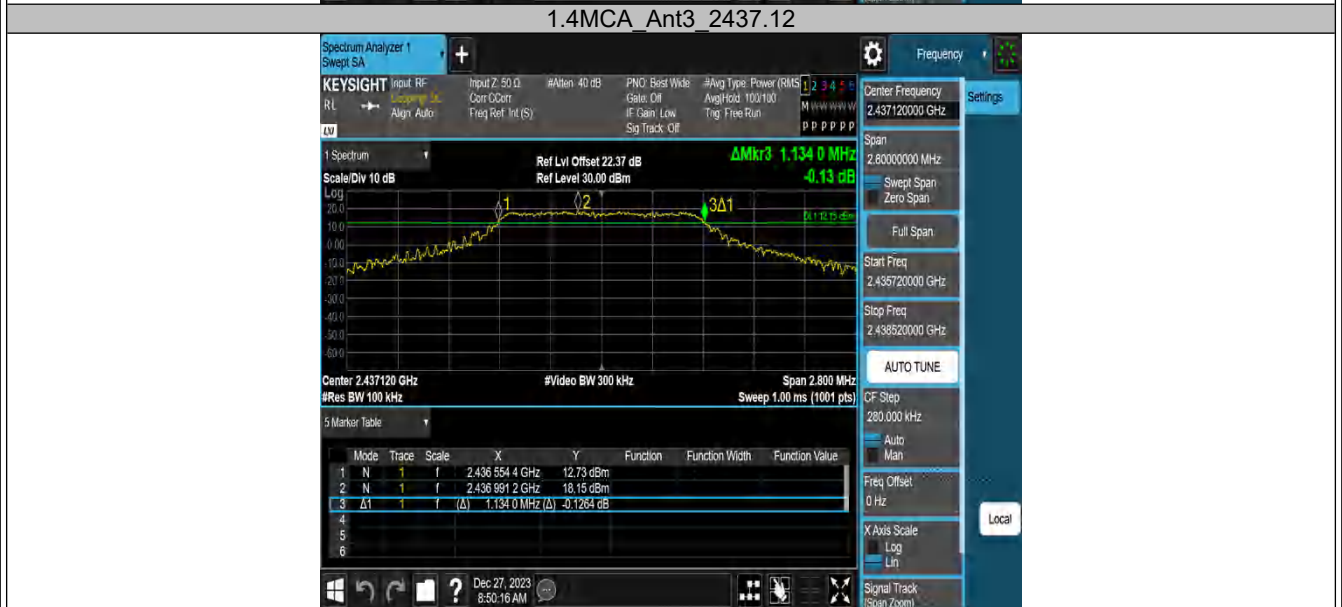 1.4MCA_Ant3_2437.12
Spectrum Analyzer 1
Swept SA
+
Frequency
KEYSIGHT Input: RF
RL
Align: Auto
LXI
Input Z: 50 Ω
Corr CCorr
Freq Ref: Int (S)
#Atten: 40 dB
PNO: Best Wide
Gate: Off
IF Gain: Low
Sig Track: Off
#Avg Type: Power (RMS
Avg|Hold: 100/100
Trig: Free Run
1 2 3 4 5 6
M W W W W W
P P P P P P
Center Frequency
2.437120000 GHz
Settings
Span
2.80000000 MHz
Swept Span
Zero Span
Full Span
Start Freq
2.435720000 GHz
Stop Freq
2.438520000 GHz
AUTO TUNE
CF Step
280.000 kHz
Auto
Man
Freq Offset
0 Hz
X Axis Scale
Log
Lin
Local
Signal Track
(Span Zoom)
1 Spectrum
Scale/Div 10 dB
Ref Lvl Offset 22.37 dB
Ref Level 30.00 dBm
ΔMkr3 1.134 0 MHz
-0.13 dB
Log
20.0
10.0
0.00
-10.0
-20.0
-30.0
-40.0
-50.0
-60.0
1
2
3Δ1
DL1 12.15 dBm
Center 2.437120 GHz
#Res BW 100 kHz
#Video BW 300 kHz
Span 2.800 MHz
Sweep 1.00 ms (1001 pts)
5 Marker Table
Mode Trace Scale X Y Function Function Width Function Value
1 N 1 f 2.436 554 4 GHz 12.73 dBm
2 N 1 f 2.436 991 2 GHz 18.15 dBm
3 Δ1 1 f (Δ) 1.134 0 MHz (Δ) -0.1264 dB
4
5
6
?
Dec 27, 2023
8:50:16 AM